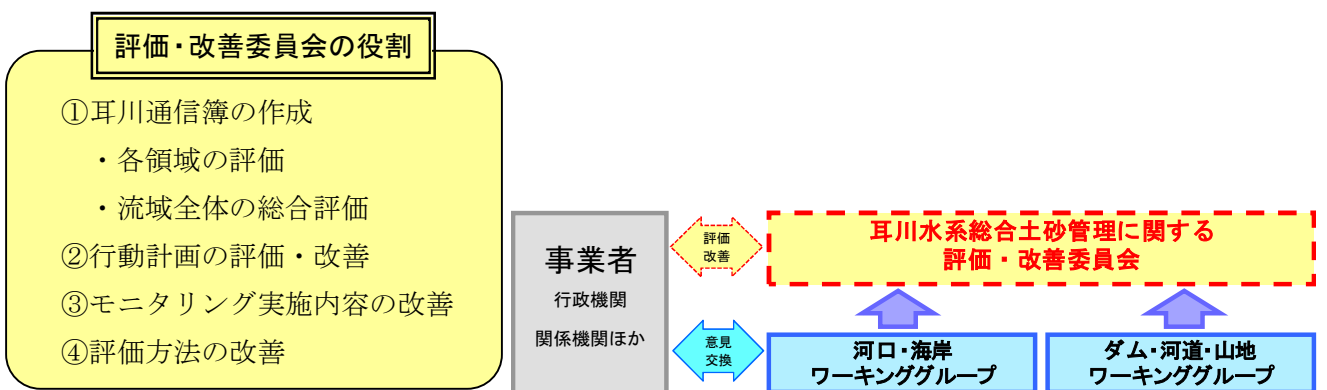 評価・改善委員会の役割
①耳川通信簿の作成
・各領域の評価
・流域全体の総合評価
②行動計画の評価・改善
③モニタリング実施内容の改善
④評価方法の改善
事業者
行政機関
関係機関ほか
評価
改善
意見
交換
耳川水系総合土砂管理に関する
評価・改善委員会
河口・海岸
ワーキンググループ
ダム・河道・山地
ワーキンググループ